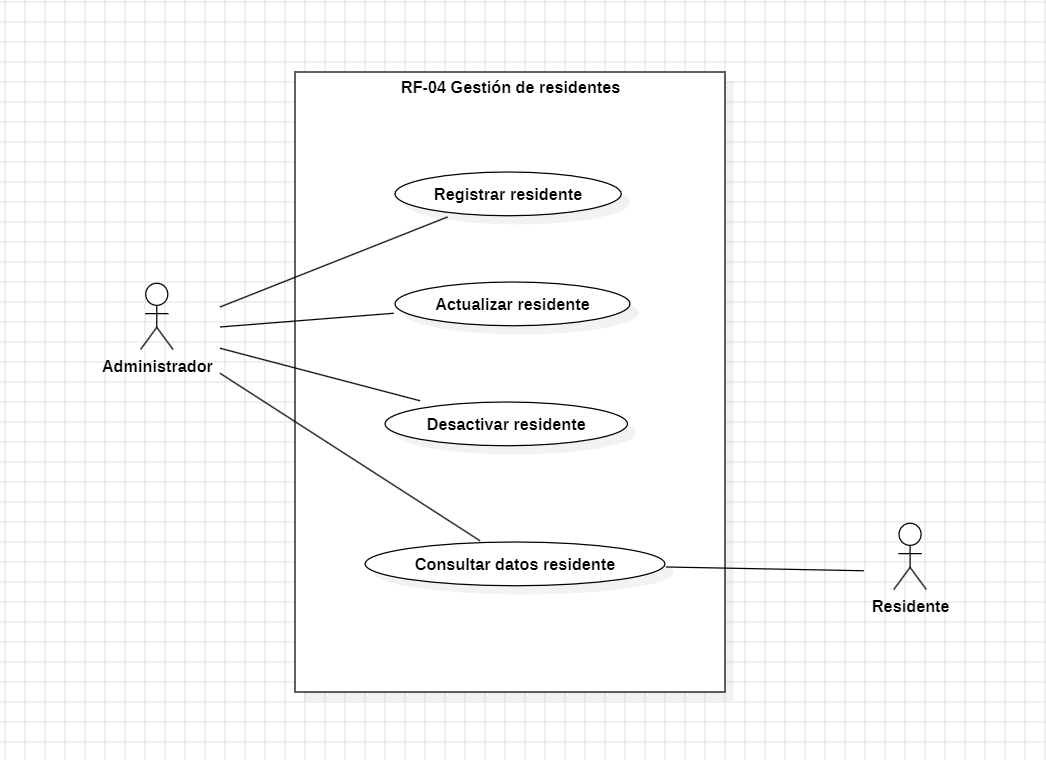 RF-04 Gestión de residentes
Registrar residente
Actualizar residente
Administrador
Desactivar residente
Consultar datos residente
Residente